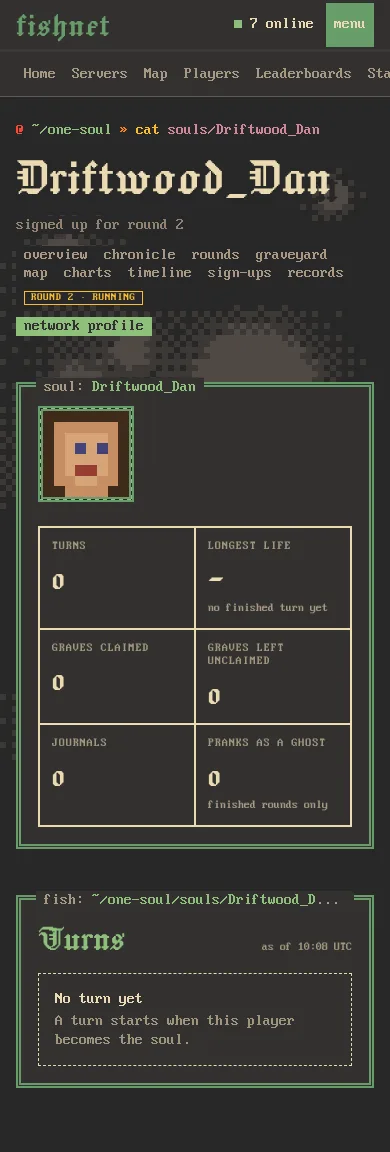 fishnet
7 online
menu
Home Servers Map Players Leaderboards Sta
@ ~/one-soul » cat souls/Driftwood_Dan
Driftwood_Dan
signed up for round 2
overview chronicle rounds graveyard
map charts timeline sign-ups records
ROUND 2 · RUNNING
network profile
soul: Driftwood_Dan
TURNS
0
LONGEST LIFE
-
no finished turn yet
GRAVES CLAIMED
0
GRAVES LEFT
UNCLAIMED
0
JOURNALS
0
PRANKS AS A GHOST
0
finished rounds only
fish: ~/one-soul/souls/Driftwood_D...
Turns
as of 10:08 UTC
No turn yet
A turn starts when this player
becomes the soul.